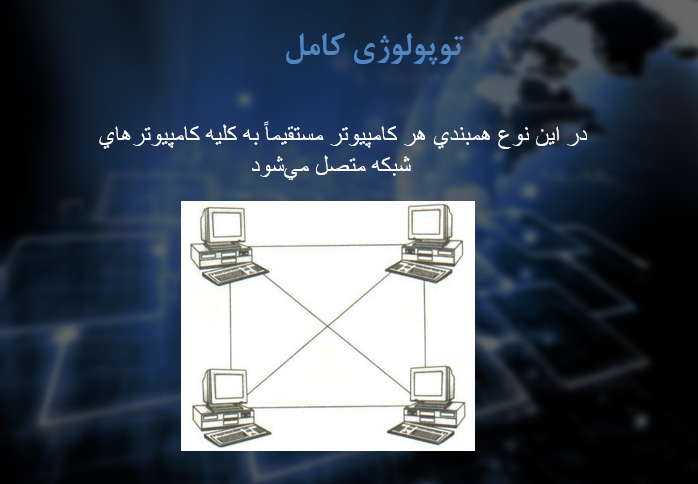 توپولوژی کامل
در اين نوع همبندي هر کامپيوتر مستقيماً به کليه کامپيوترهاي
شبکه متصل مي‌شود